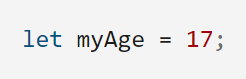 let myAge = 17;